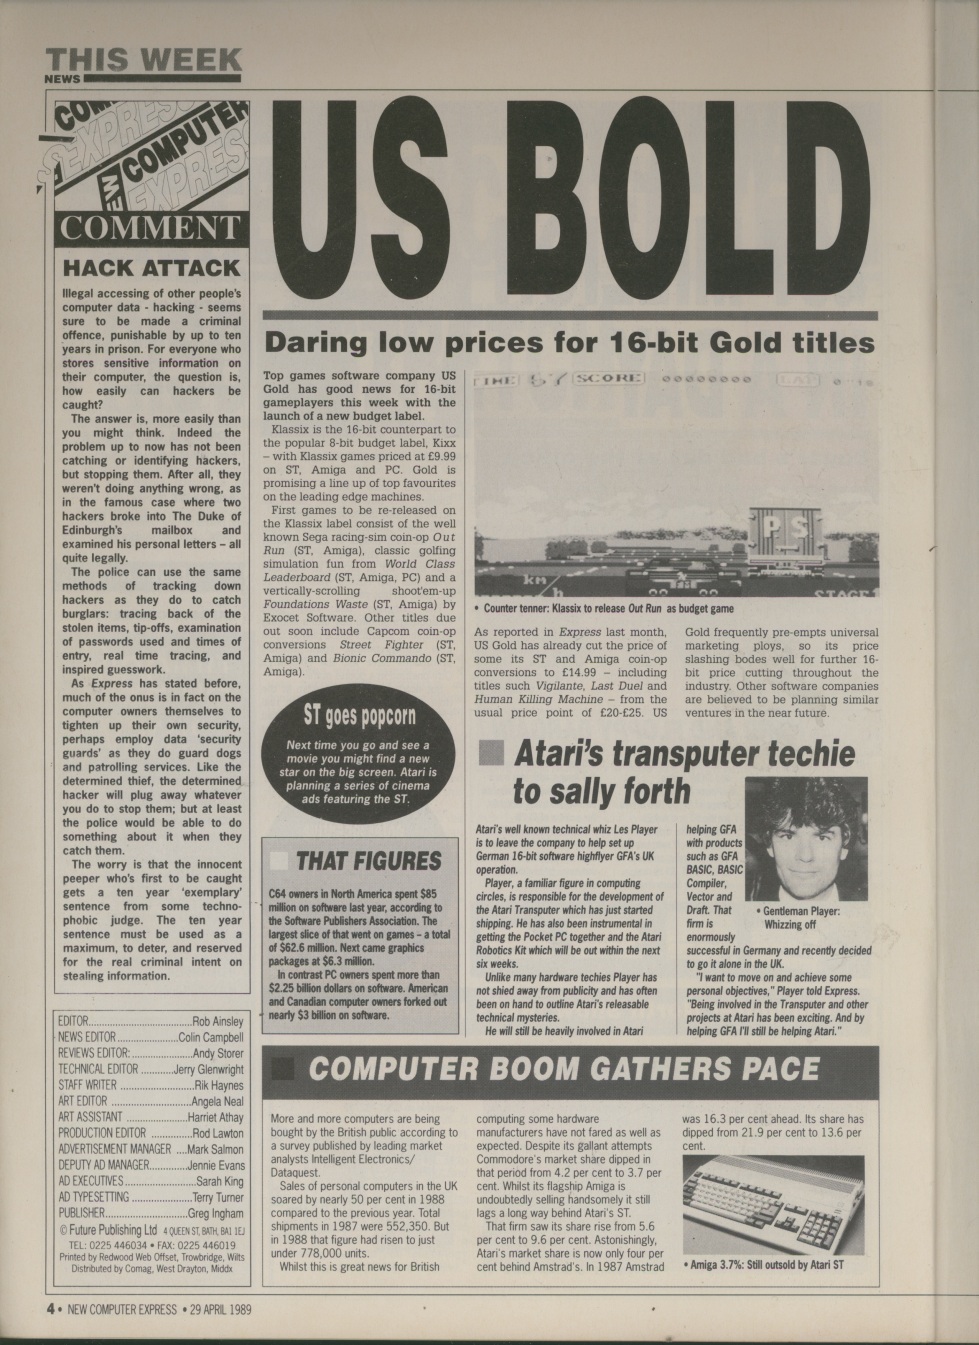 THIS WEEK
NEWS
COM
EXPRESS
COMPUTER
EW
EXPRESS
COMMENT
HACK ATTACK
Illegal accessing of other people's
computer data - hacking - seems
sure to be made a criminal
offence, punishable by up to ten
years in prison. For everyone who
stores sensitive information on
their computer, the question is,
how easily can hackers be
caught?
The answer is, more easily than
you might think. Indeed the
problem up to now has not been
catching or identifying hackers,
but stopping them. After all, they
weren't doing anything wrong, as
in the famous case where two
hackers broke into The Duke of
Edinburgh's mailbox and
examined his personal letters – all
quite legally.
The police can use the same
methods of tracking down
hackers as they do to catch
burglars: tracing back of the
stolen items, tip-offs, examination
of passwords used and times of
entry, real time tracing, and
inspired guesswork.
As Express has stated before,
much of the onus is in fact on the
computer owners themselves to
tighten up their own security,
perhaps employ data 'security
guards' as they do guard dogs
and patrolling services. Like the
determined thief, the determined
hacker will plug away whatever
you do to stop them; but at least
the police would be able to do
something about it when they
catch them.
The worry is that the innocent
peeper who's first to be caught
gets a ten year 'exemplary'
sentence from some techno-
phobic judge. The ten year
sentence must be used as a
maximum, to deter, and reserved
for the real criminal intent on
stealing information.
EDITOR....................Rob Ainsley
NEWS EDITOR....................Colin Campbell
REVIEWS EDITOR:....................Andy Storer
TECHNICAL EDITOR ...........Jerry Glenwright
STAFF WRITER ....................Rik Haynes
ART EDITOR ....................Angela Neal
ART ASSISTANT ....................Harriet Athay
PRODUCTION EDITOR ..............Rod Lawton
ADVERTISEMENT MANAGER ....Mark Salmon
DEPUTY AD MANAGER.............Jennie Evans
AD EXECUTIVES....................Sarah King
AD TYPESETTING ....................Terry Turner
PUBLISHER....................Greg Ingham
© Future Publishing Ltd 4 QUEEN ST, BATH, BA1 1EJ
TEL: 0225 446034 • FAX: 0225 446019
Printed by Redwood Web Offset, Trowbridge, Wilts
Distributed by Comag, West Drayton, Middx
US BOLD
Daring low prices for 16-bit Gold titles
Top games software company US
Gold has good news for 16-bit
gameplayers this week with the
launch of a new budget label.
Klassix is the 16-bit counterpart to
the popular 8-bit budget label, Kixx
– with Klassix games priced at £9.99
on ST, Amiga and PC. Gold is
promising a line up of top favourites
on the leading edge machines.
First games to be re-released on
the Klassix label consist of the well
known Sega racing-sim coin-op Out
Run (ST, Amiga), classic golfing
simulation fun from World Class
Leaderboard (ST, Amiga, PC) and a
vertically-scrolling shoot'em-up
Foundations Waste (ST, Amiga) by
Exocet Software. Other titles due
out soon include Capcom coin-op
conversions Street Fighter (ST,
Amiga) and Bionic Commando (ST,
Amiga).
TIME 57 SCORE 00000000 LAP
PS
km/h
STAGE1
• Counter tenner: Klassix to release Out Run as budget game
As reported in Express last month,
US Gold has already cut the price of
some its ST and Amiga coin-op
conversions to £14.99 – including
titles such Vigilante, Last Duel and
Human Killing Machine – from the
usual price point of £20-£25. US
Gold frequently pre-empts universal
marketing ploys, so its price
slashing bodes well for further 16-
bit price cutting throughout the
industry. Other software companies
are believed to be planning similar
ventures in the near future.
ST goes popcorn
Next time you go and see a
movie you might find a new
star on the big screen. Atari is
planning a series of cinema
ads featuring the ST.
THAT FIGURES
C64 owners in North America spent $85
million on software last year, according to
the Software Publishers Association. The
largest slice of that went on games – a total
of $62.6 million. Next came graphics
packages at $6.3 million.
In contrast PC owners spent more than
$2.25 billion dollars on software. American
and Canadian computer owners forked out
nearly $3 billion on software.
Atari's transputer techie
to sally forth
Atari's well known technical whiz Les Player
is to leave the company to help set up
German 16-bit software highflyer GFA's UK
operation.
Player, a familiar figure in computing
circles, is responsible for the development of
the Atari Transputer which has just started
shipping. He has also been instrumental in
getting the Pocket PC together and the Atari
Robotics Kit which will be out within the next
six weeks.
Unlike many hardware techies Player has
not shied away from publicity and has often
been on hand to outline Atari's releasable
technical mysteries.
He will still be heavily involved in Atari
helping GFA
with products
such as GFA
BASIC, BASIC
Compiler,
Vector and
Draft. That
firm is
enormously
successful in Germany and recently decided
to go it alone in the UK.
"I want to move on and achieve some
personal objectives," Player told Express.
"Being involved in the Transputer and other
projects at Atari has been exciting. And by
helping GFA I'll still be helping Atari."
• Gentleman Player:
Whizzing off
COMPUTER BOOM GATHERS PACE
More and more computers are being
bought by the British public according to
a survey published by leading market
analysts Intelligent Electronics/
Dataquest.
Sales of personal computers in the UK
soared by nearly 50 per cent in 1988
compared to the previous year. Total
shipments in 1987 were 552,350. But
in 1988 that figure had risen to just
under 778,000 units.
Whilst this is great news for British
computing some hardware
manufacturers have not fared as well as
expected. Despite its gallant attempts
Commodore's market share dipped in
that period from 4.2 per cent to 3.7 per
cent. Whilst its flagship Amiga is
undoubtedly selling handsomely it still
lags a long way behind Atari's ST.
That firm saw its share rise from 5.6
per cent to 9.6 per cent. Astonishingly,
Atari's market share is now only four per
cent behind Amstrad's. In 1987 Amstrad
was 16.3 per cent ahead. Its share has
dipped from 21.9 per cent to 13.6 per
cent.
• Amiga 3.7%: Still outsold by Atari ST
4 • NEW COMPUTER EXPRESS • 29 APRIL 1989